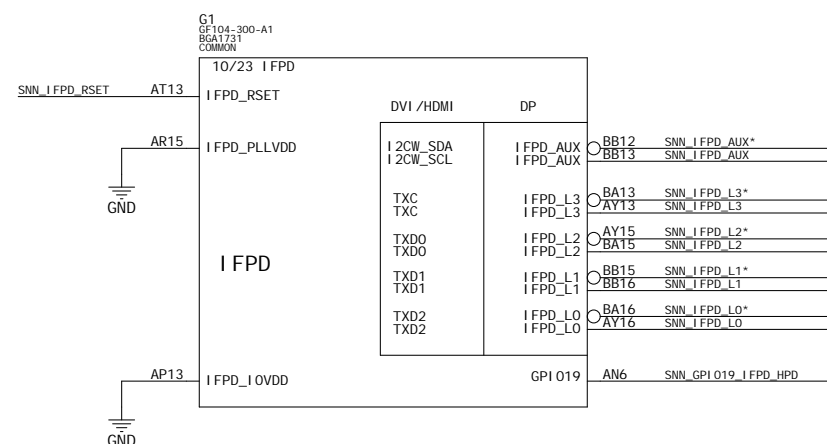 G1
GF104-300-A1
BGA1731
COMMON
10/23 IFPD
SNN_IFPD_RSET AT13 IFPD_RSET
DVI/HDMI DP
AR15 IFPD_PLLVDD I2CW_SDA IFPD_AUX BB12 SNN_IFPD_AUX*
I2CW_SCL IFPD_AUX BB13 SNN_IFPD_AUX
GND
TXC IFPD_L3 BA13 SNN_IFPD_L3*
TXC IFPD_L3 AY13 SNN_IFPD_L3
TXD0 IFPD_L2 AY15 SNN_IFPD_L2*
TXD0 IFPD_L2 BA15 SNN_IFPD_L2
IFPD
TXD1 IFPD_L1 BB15 SNN_IFPD_L1*
TXD1 IFPD_L1 BB16 SNN_IFPD_L1
TXD2 IFPD_L0 BA16 SNN_IFPD_L0*
TXD2 IFPD_L0 AY16 SNN_IFPD_L0
AP13 IFPD_IOVDD GPIO19 AN6 SNN_GPIO19_IFPD_HPD
GND